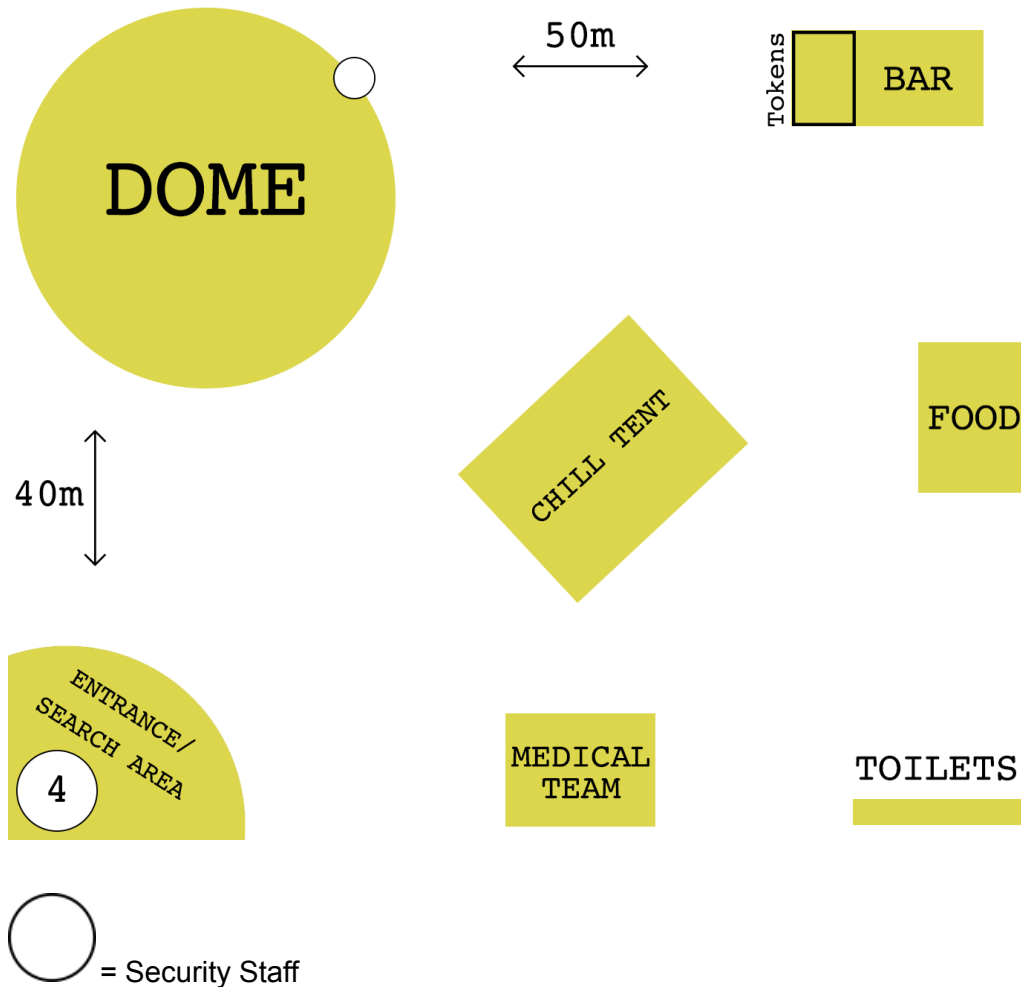 50m
Tokens
BAR
DOME
CHILL TENT
FOOD
40m
ENTRANCE/
SEARCH AREA
4
MEDICAL
TEAM
TOILETS
= Security Staff